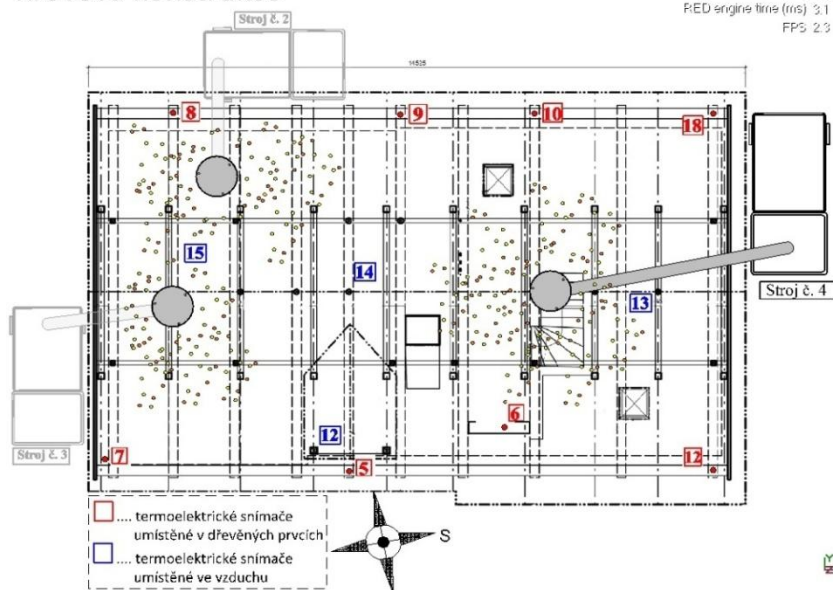 Stroj č. 2
RED engine time (ms) 3.1
FPS 2.3
14525
8
9
10
18
15
14
13
Stroj č. 4
Stroj č. 3
6
12
7
5
12
.... termoelektrické snímače
umístěné v dřevěných prvcích
.... termoelektrické snímače
umístěné ve vzduchu
S